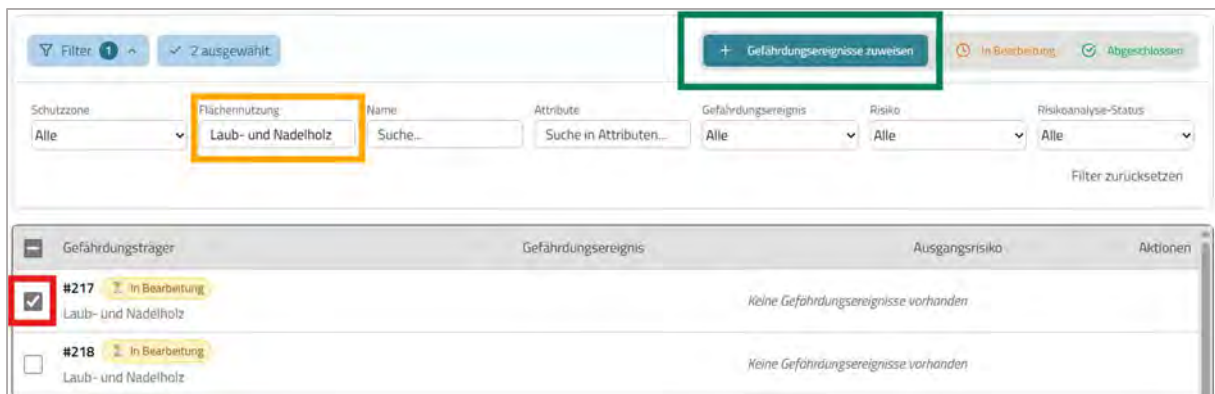 Filter 1
2 ausgewählt
+ Gefährdungsereignisse zuweisen
In Bearbeitung
Abgeschlossen
Schutzzone
Flächennutzung
Name
Attribute
Gefährdungsereignis
Risiko
Risikoanalyse-Status
Alle
Laub- und Nadelholz
Suche...
Suche in Attributen...
Alle
Alle
Alle
Filter zurücksetzen
Gefährdungsträger
Gefährdungsereignis
Ausgangsrisiko
Aktionen
#217 In Bearbeitung
Laub- und Nadelholz
Keine Gefährdungsereignisse vorhanden
#218 In Bearbeitung
Laub- und Nadelholz
Keine Gefährdungsereignisse vorhanden